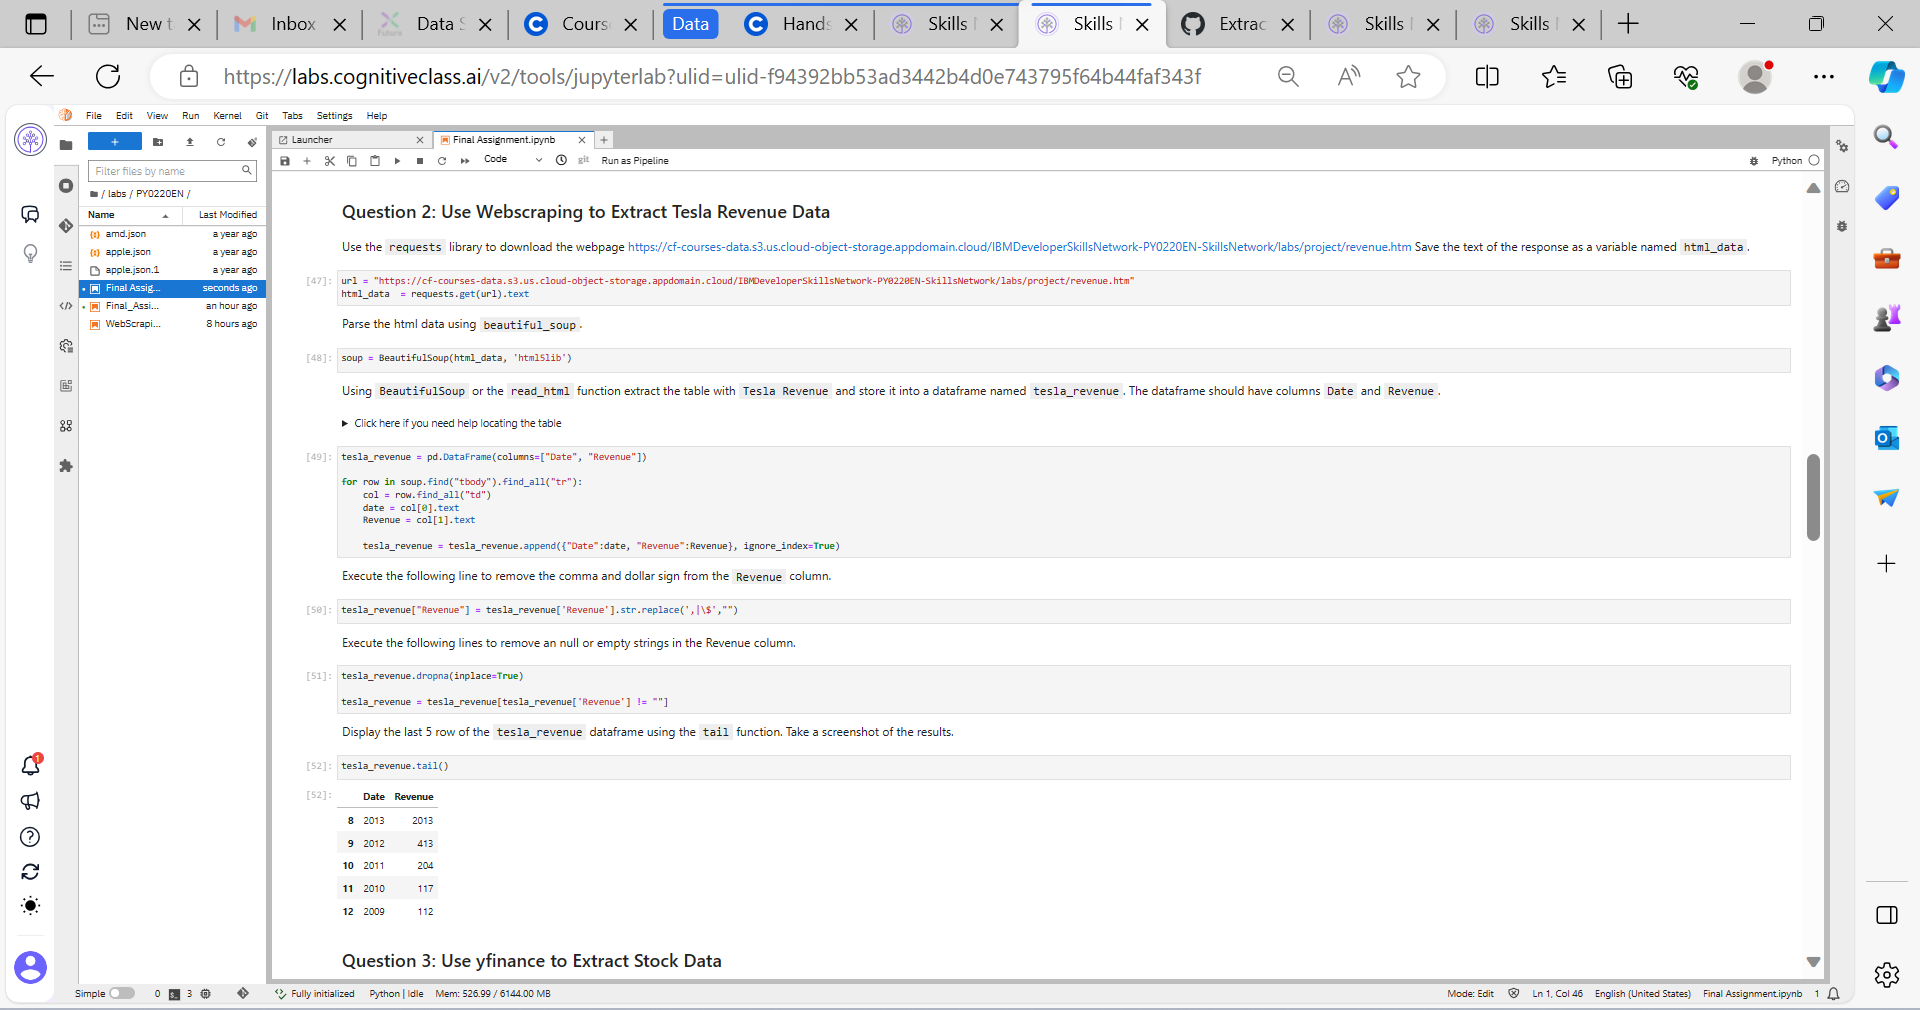 New t
Inbox
Data S
Cours
Data
Hands
Skills
Skills
Extrac
Skills
Skills
https://labs.cognitiveclass.ai/v2/tools/jupyterlab?ulid=ulid-f94392bb53ad3442b4d0e743795f64b44faf343f
File Edit View Run Kernel Git Tabs Settings Help
Launcher
Final Assignment.ipynb
Code
git
Run as Pipeline
Python
Filter files by name
/ labs / PY0220EN /
Name Last Modified
amd.json a year ago
apple.json a year ago
apple.json.1 a year ago
Final Assig... seconds ago
Final_Assi... an hour ago
WebScrapi... 8 hours ago
Question 2: Use Webscraping to Extract Tesla Revenue Data
Use the requests library to download the webpage https://cf-courses-data.s3.us.cloud-object-storage.appdomain.cloud/IBMDeveloperSkillsNetwork-PY0220EN-SkillsNetwork/labs/project/revenue.htm Save the text of the response as a variable named html_data .
[47]: url = "https://cf-courses-data.s3.us.cloud-object-storage.appdomain.cloud/IBMDeveloperSkillsNetwork-PY0220EN-SkillsNetwork/labs/project/revenue.htm"
html_data  = requests.get(url).text
Parse the html data using beautiful_soup .
[48]: soup = BeautifulSoup(html_data, 'html5lib')
Using BeautifulSoup or the read_html function extract the table with Tesla Revenue and store it into a dataframe named tesla_revenue . The dataframe should have columns Date and Revenue .
Click here if you need help locating the table
[49]: tesla_revenue = pd.DataFrame(columns=["Date", "Revenue"])
for row in soup.find("tbody").find_all("tr"):
    col = row.find_all("td")
    date = col[0].text
    Revenue = col[1].text
    tesla_revenue = tesla_revenue.append({"Date":date, "Revenue":Revenue}, ignore_index=True)
Execute the following line to remove the comma and dollar sign from the Revenue column.
[50]: tesla_revenue["Revenue"] = tesla_revenue['Revenue'].str.replace(',|\$',"")
Execute the following lines to remove an null or empty strings in the Revenue column.
[51]: tesla_revenue.dropna(inplace=True)
tesla_revenue = tesla_revenue[tesla_revenue['Revenue'] != ""]
Display the last 5 row of the tesla_revenue dataframe using the tail function. Take a screenshot of the results.
[52]: tesla_revenue.tail()
[52]: Date Revenue
8 2013 2013
9 2012 413
10 2011 204
11 2010 117
12 2009 112
Question 3: Use yfinance to Extract Stock Data
1
Simple 0 3 Fully initialized Python | Idle Mem: 526.99 / 6144.00 MB Mode: Edit Ln 1, Col 46 English (United States) Final Assignment.ipynb 1